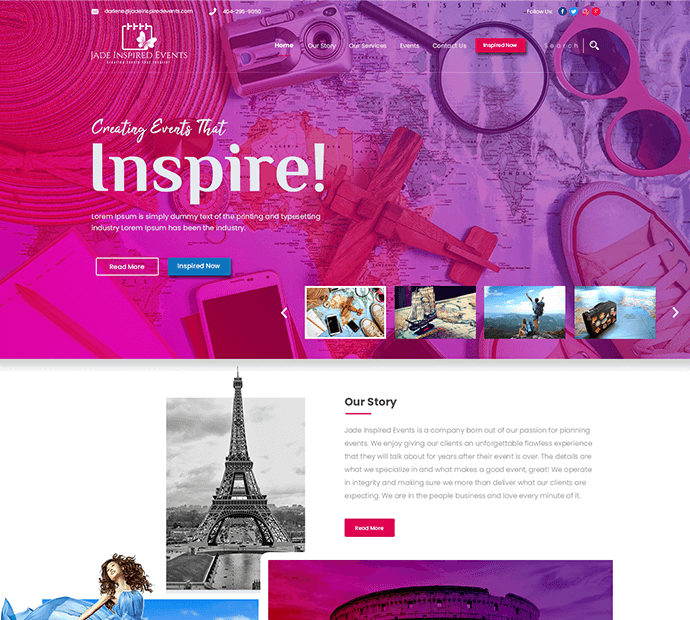 darlene@jadeinspiredevents.com
404-295-9050
Follow Us:
JADE INSPIRED EVENTS
Home
Our Story
Our Services
Events
Contact Us
Inspired Now
Search
Creating Events That
Inspire!
Lorem Ipsum is simply dummy text of the printing and typesetting
industry Lorem Ipsum has been the industry.
Read More
Inspired Now
Our Story
Jade Inspired Events is a company born out of our passion for planning
events. We enjoy giving our clients an unforgettable flawless experience
that they will talk about for years after their event is over. The details are
what we specialize in and what makes a good event, great! We operate
in integrity and making sure we more than deliver what our clients are
expecting. We are in the people business and love every minute of it.
Read More